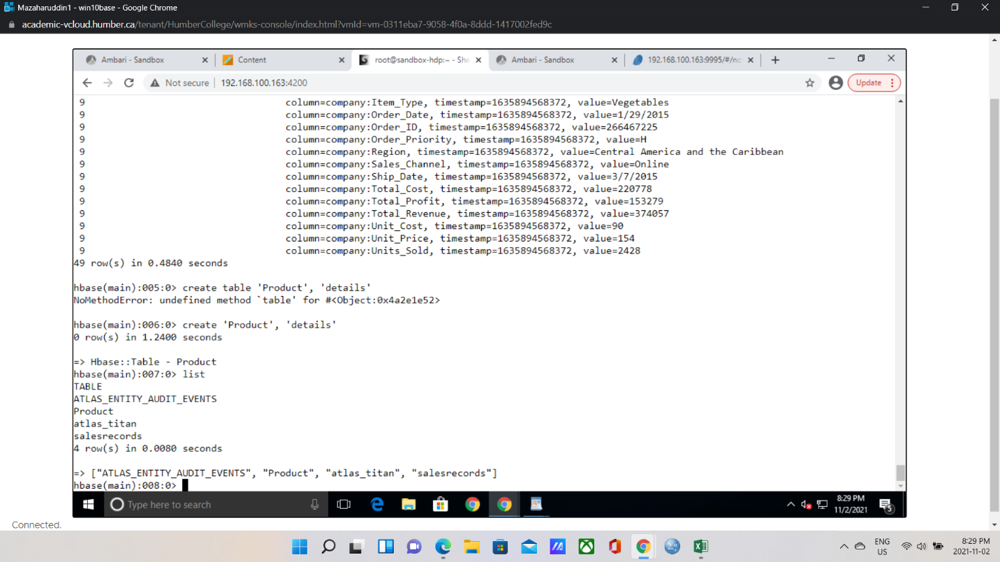 Mazaharuddin1 - win10base - Google Chrome
academic-vcloud.humber.ca/tenant/HumberCollege/wmks-console/index.html?vmId=vm-0311eba7-9058-4f0a-8ddd-1417002fed9c
Ambari - Sandbox
Content
root@sandbox-hdp:~ - She
Ambari - Sandbox
192.168.100.163:9995/#/no
Not secure
192.168.100.163:4200
Update
9 column=company:Item_Type, timestamp=1635894568372, value=Vegetables
9 column=company:Order_Date, timestamp=1635894568372, value=1/29/2015
9 column=company:Order_ID, timestamp=1635894568372, value=266467225
9 column=company:Order_Priority, timestamp=1635894568372, value=H
9 column=company:Region, timestamp=1635894568372, value=Central America and the Caribbean
9 column=company:Sales_Channel, timestamp=1635894568372, value=Online
9 column=company:Ship_Date, timestamp=1635894568372, value=3/7/2015
9 column=company:Total_Cost, timestamp=1635894568372, value=220778
9 column=company:Total_Profit, timestamp=1635894568372, value=153279
9 column=company:Total_Revenue, timestamp=1635894568372, value=374057
9 column=company:Unit_Cost, timestamp=1635894568372, value=90
9 column=company:Unit_Price, timestamp=1635894568372, value=154
9 column=company:Units_Sold, timestamp=1635894568372, value=2428
49 row(s) in 0.4840 seconds
hbase(main):005:0> create table 'Product', 'details'
NoMethodError: undefined method `table' for #<Object:0x4a2e1e52>
hbase(main):006:0> create 'Product', 'details'
0 row(s) in 1.2400 seconds
=> Hbase::Table - Product
hbase(main):007:0> list
TABLE
ATLAS_ENTITY_AUDIT_EVENTS
Product
atlas_titan
salesrecords
4 row(s) in 0.0080 seconds
=> ["ATLAS_ENTITY_AUDIT_EVENTS", "Product", "atlas_titan", "salesrecords"]
hbase(main):008:0>
Type here to search
8:29 PM
11/2/2021
5
Connected.
ENG
US
8:29 PM
2021-11-02